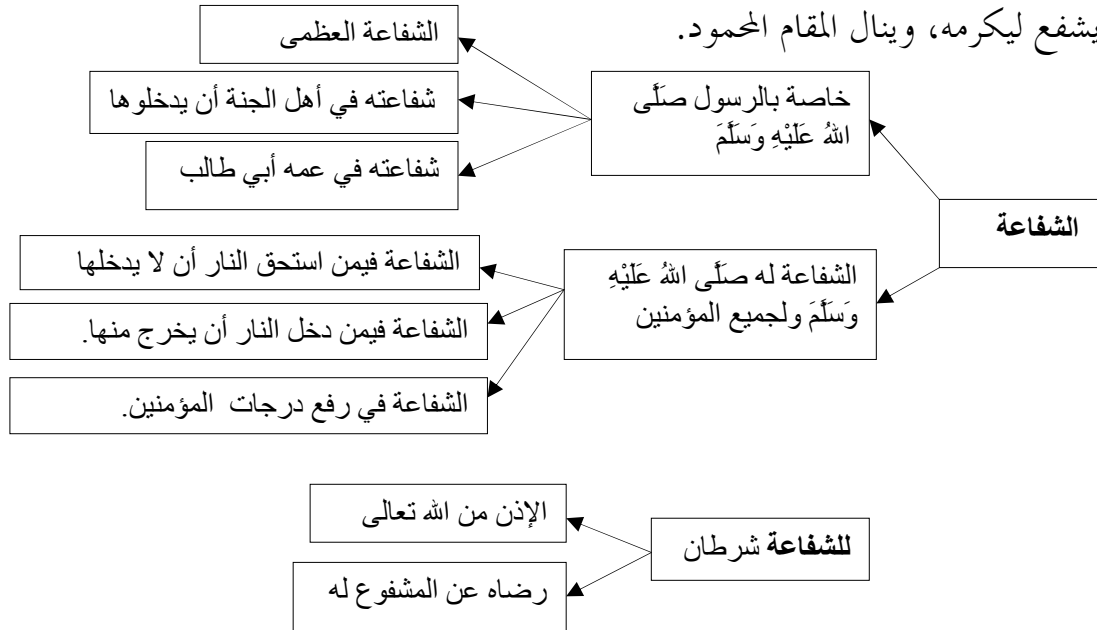 يشفع ليكرمه، وينال المقام المحمود.
الشفاعة
خاصة بالرسول صَلَّى
اللهُ عَلَيْهِ وَسَلَّمَ
الشفاعة العظمى
شفاعته في أهل الجنة أن يدخلوها
شفاعته في عمه أبي طالب
الشفاعة له صَلَّى اللهُ عَلَيْهِ
وَسَلَّمَ ولجميع المؤمنين
الشفاعة فيمن استحق النار أن لا يدخلها
الشفاعة فيمن دخل النار أن يخرج منها.
الشفاعة في رفع درجات المؤمنين.
للشفاعة شرطان
الإذن من الله تعالى
رضاه عن المشفوع له